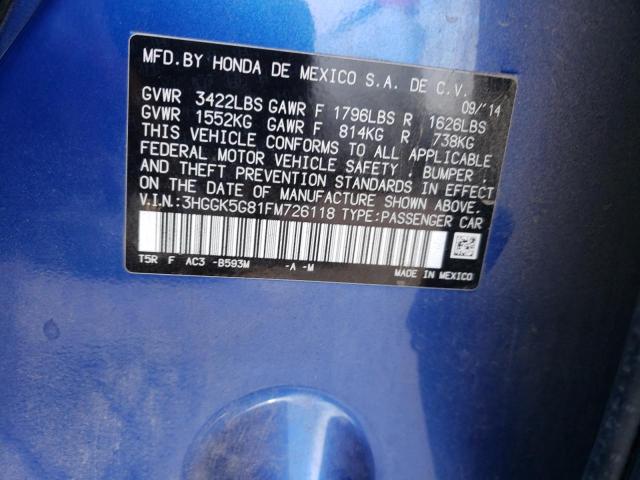 MFD.BY HONDA DE MEXICO S.A. DE C.V.
09/'14
GVWR 3422LBS GAWR F 1796LBS R 1626LBS
GVWR 1552KG GAWR F 814KG R 738KG
THIS VEHICLE CONFORMS TO ALL APPLICABLE
FEDERAL MOTOR VEHICLE SAFETY , BUMPER ,
AND THEFT PREVENTION STANDARDS IN EFFECT
ON THE DATE OF MANUFACTURE SHOWN ABOVE.
V.I.N.:3HGGK5G81FM726118 TYPE:PASSENGER CAR
T5R F AC3 -B593M -A -M
MADE IN MEXICO